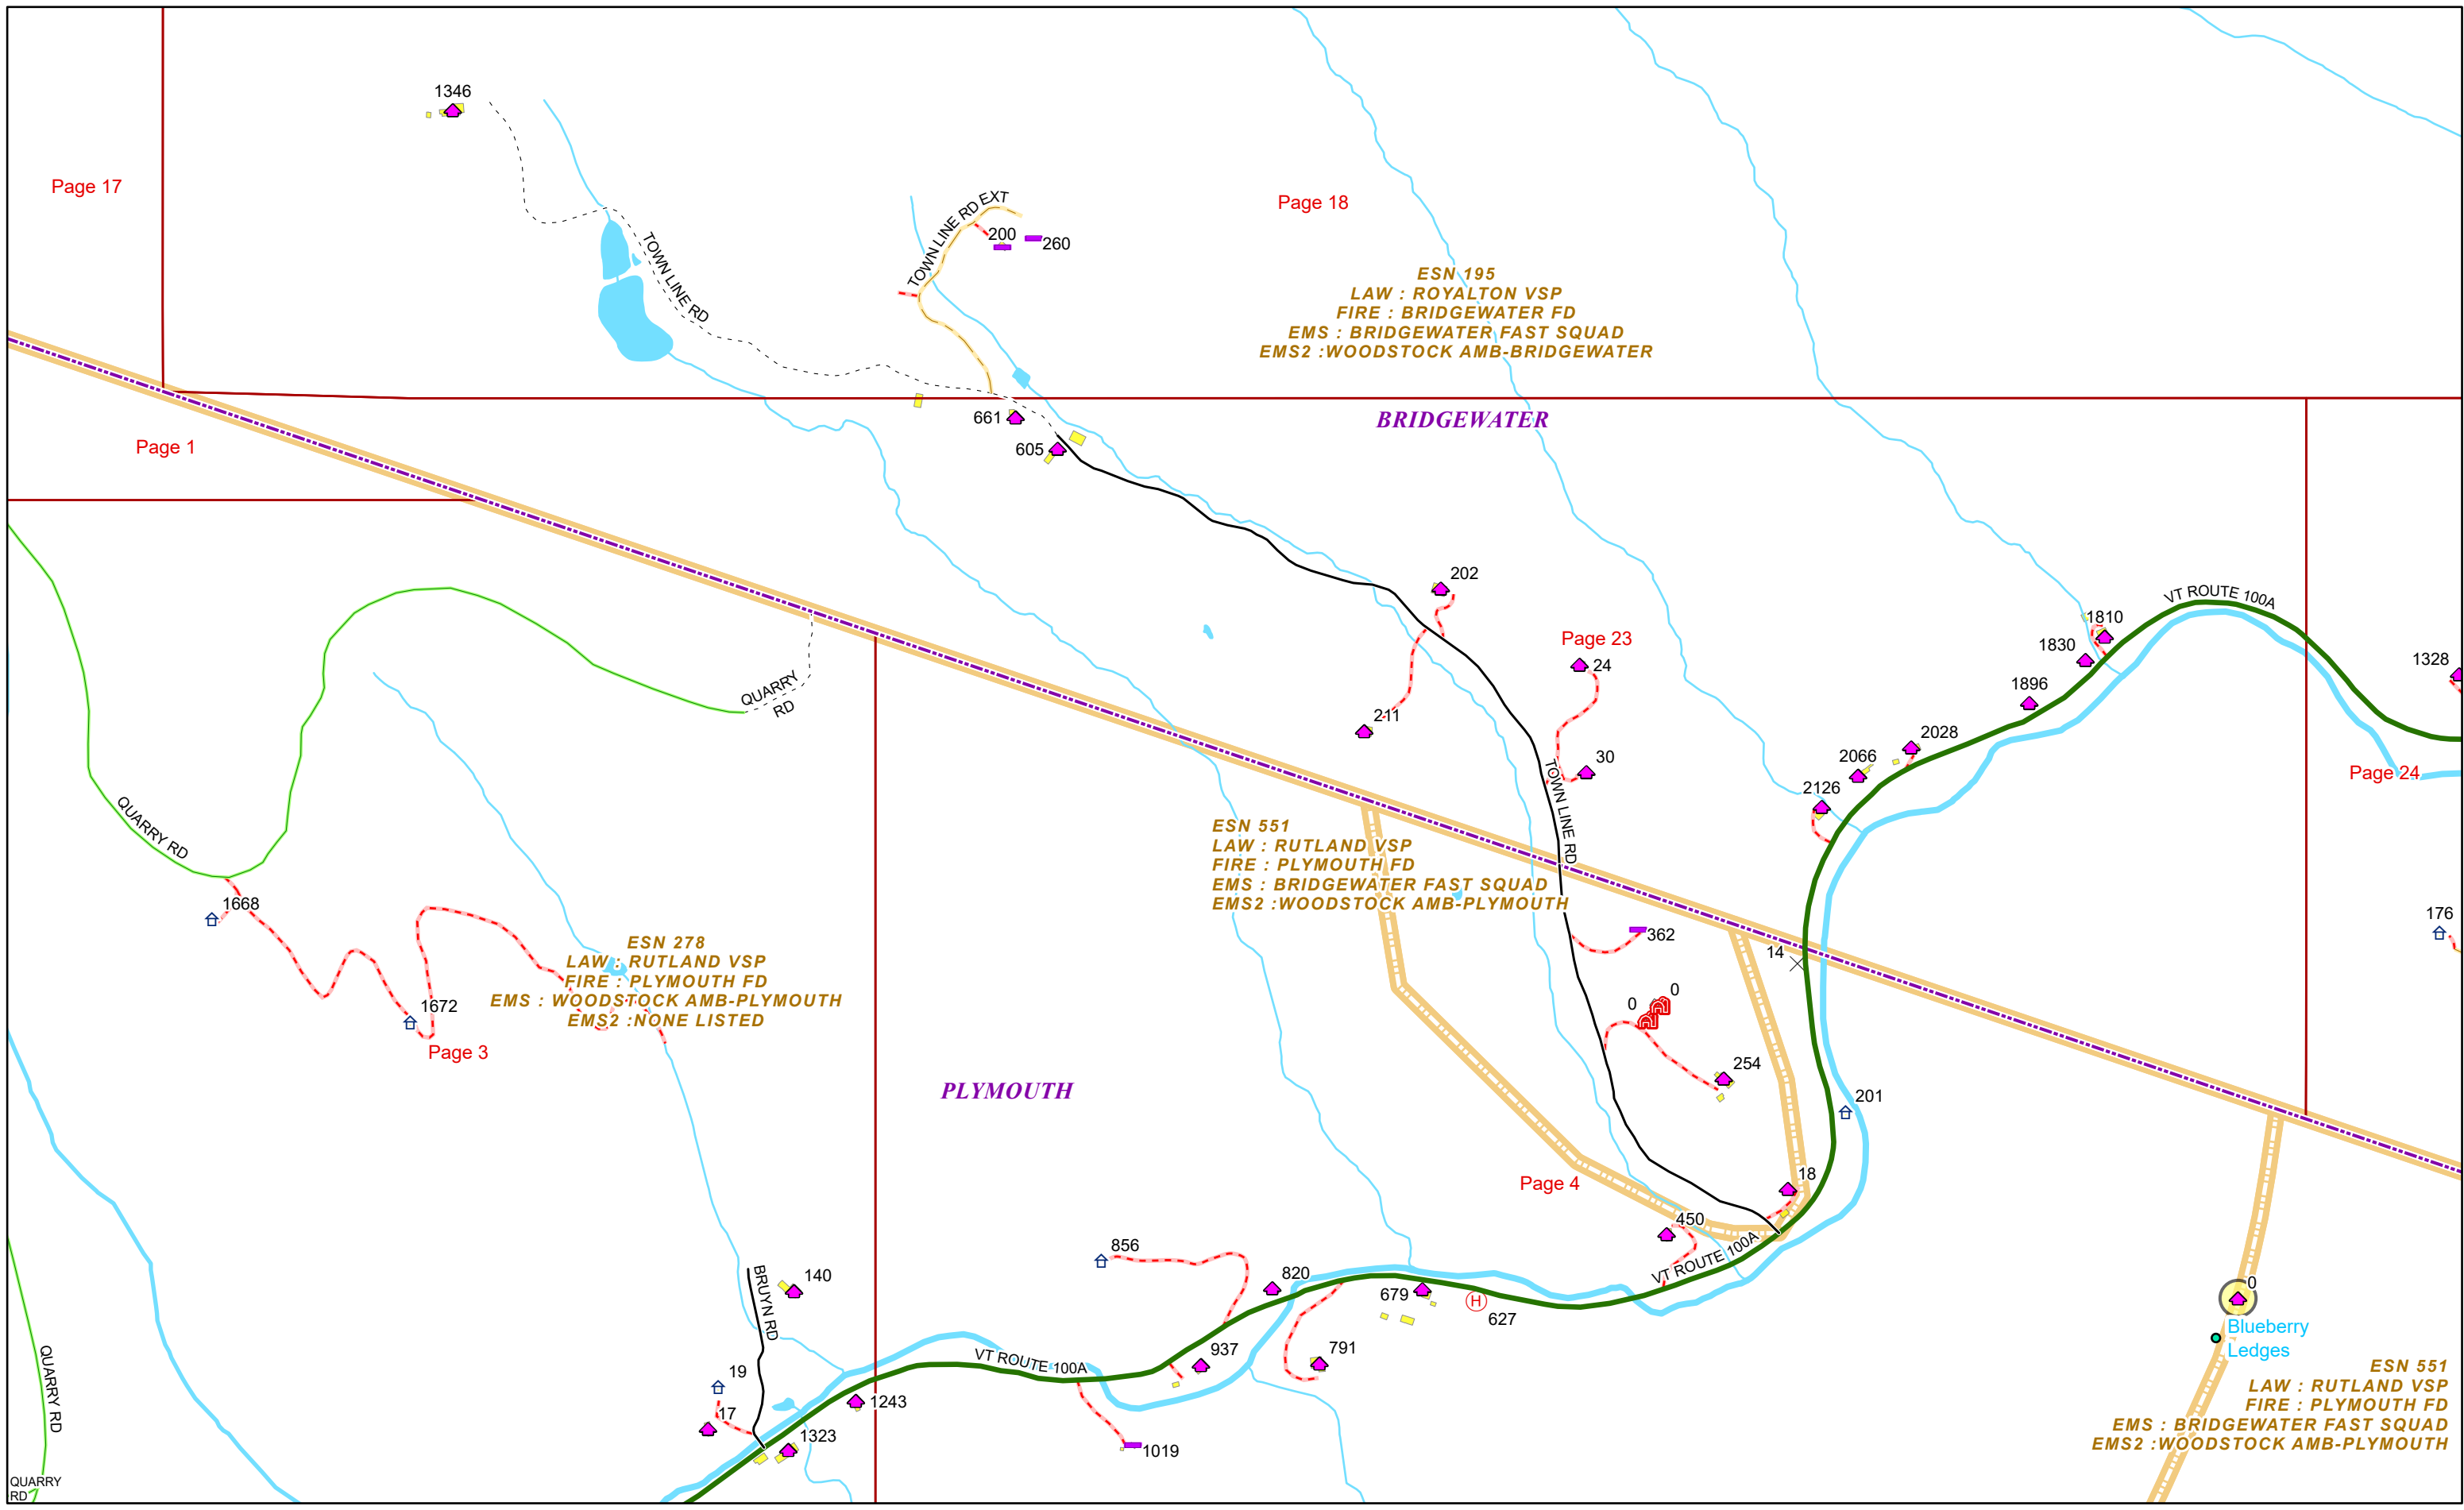 1346
Page 17
Page 18
TOWN LINE RD EXT
200
260
TOWN LINE RD
ESN 195
LAW : ROYALTON VSP
FIRE : BRIDGEWATER FD
EMS : BRIDGEWATER FAST SQUAD
EMS2 :WOODSTOCK AMB-BRIDGEWATER
661
BRIDGEWATER
Page 1
605
202
VT ROUTE 100A
1810
Page 23
24
1830
1328
1896
QUARRY
RD
211
2028
30
2066
Page 24
2126
TOWN LINE RD
QUARRY RD
ESN 551
LAW : RUTLAND VSP
FIRE : PLYMOUTH FD
EMS : BRIDGEWATER FAST SQUAD
EMS2 :WOODSTOCK AMB-PLYMOUTH
1668
176
362
14
ESN 278
LAW : RUTLAND VSP
FIRE : PLYMOUTH FD
EMS : WOODSTOCK AMB-PLYMOUTH
EMS2 :NONE LISTED
0
0
1672
Page 3
254
PLYMOUTH
201
18
Page 4
450
VT ROUTE 100A
856
820
140
BRUYN RD
679
H
627
0
Blueberry
Ledges
937
791
VT ROUTE 100A
QUARRY RD
19
17
1243
1323
1019
ESN 551
LAW : RUTLAND VSP
FIRE : PLYMOUTH FD
EMS : BRIDGEWATER FAST SQUAD
EMS2 :WOODSTOCK AMB-PLYMOUTH
QUARRY
RD